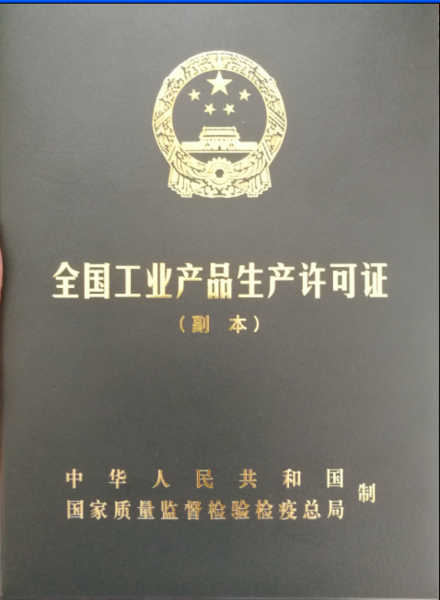 全国工业产品生产许可证
(副 本)
中华人民共和国
国家质量监督检验检疫总局
制